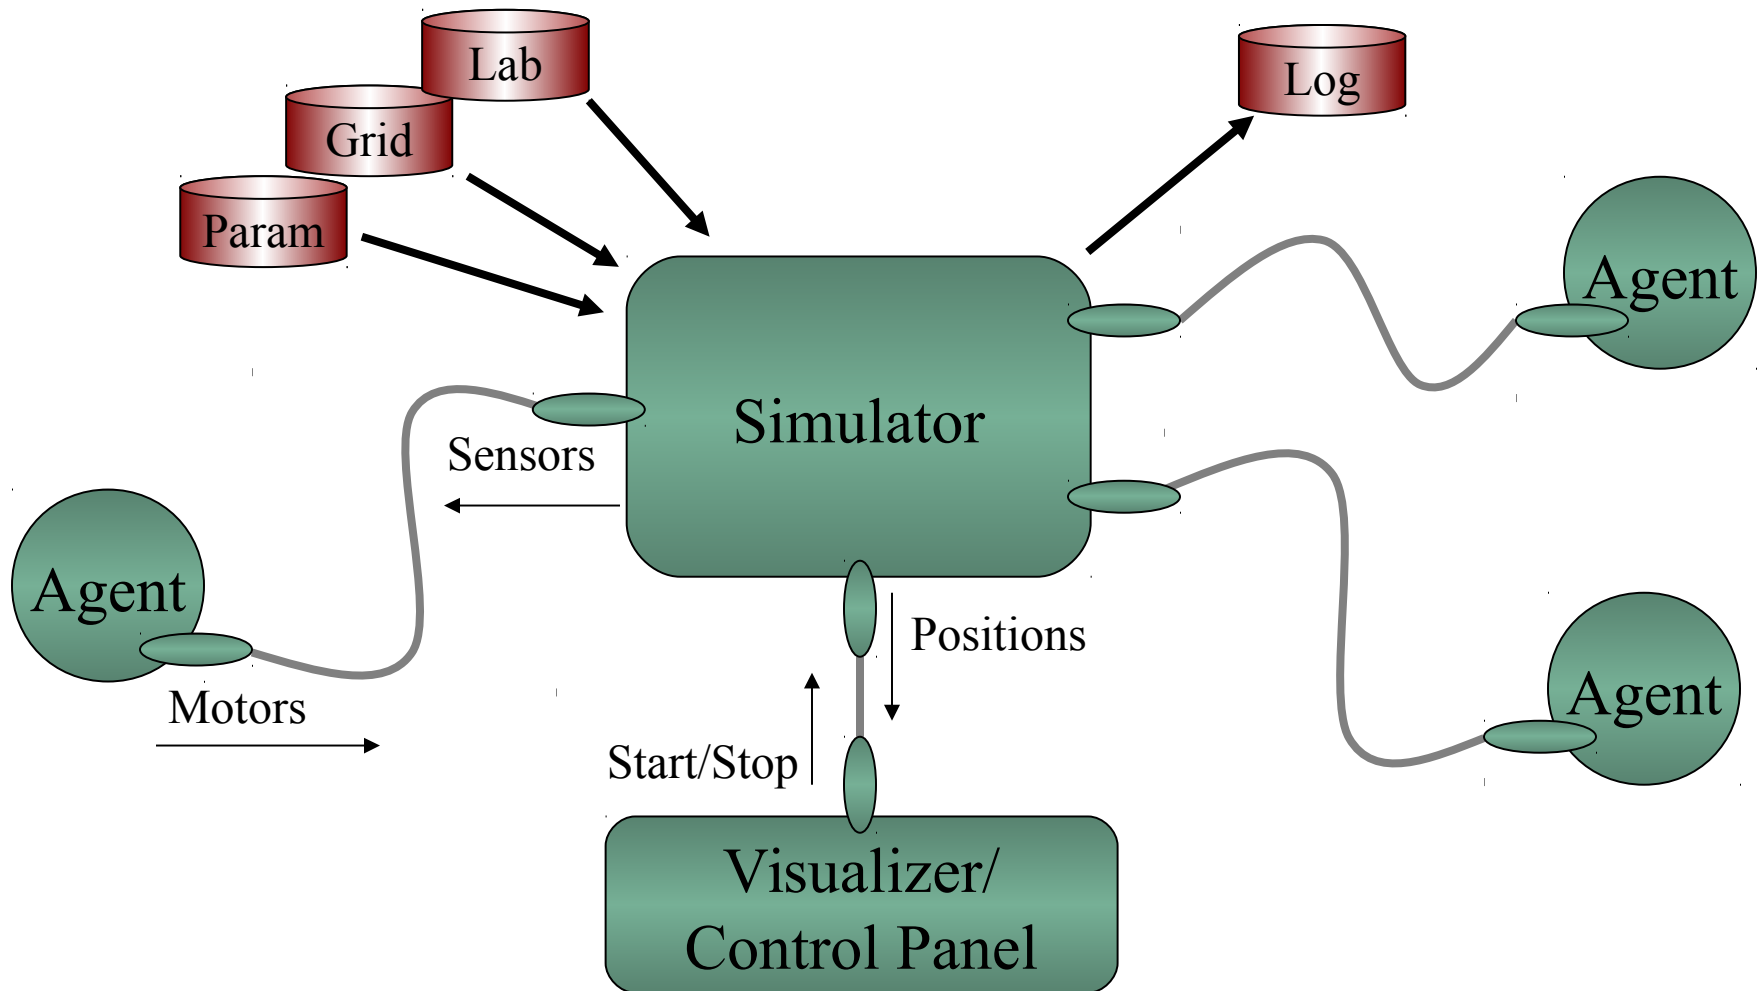 Lab
Log
Grid
Param
Agent
Simulator
Sensors
Agent
Positions
Motors
Agent
Start/Stop
Visualizer/
Control Panel